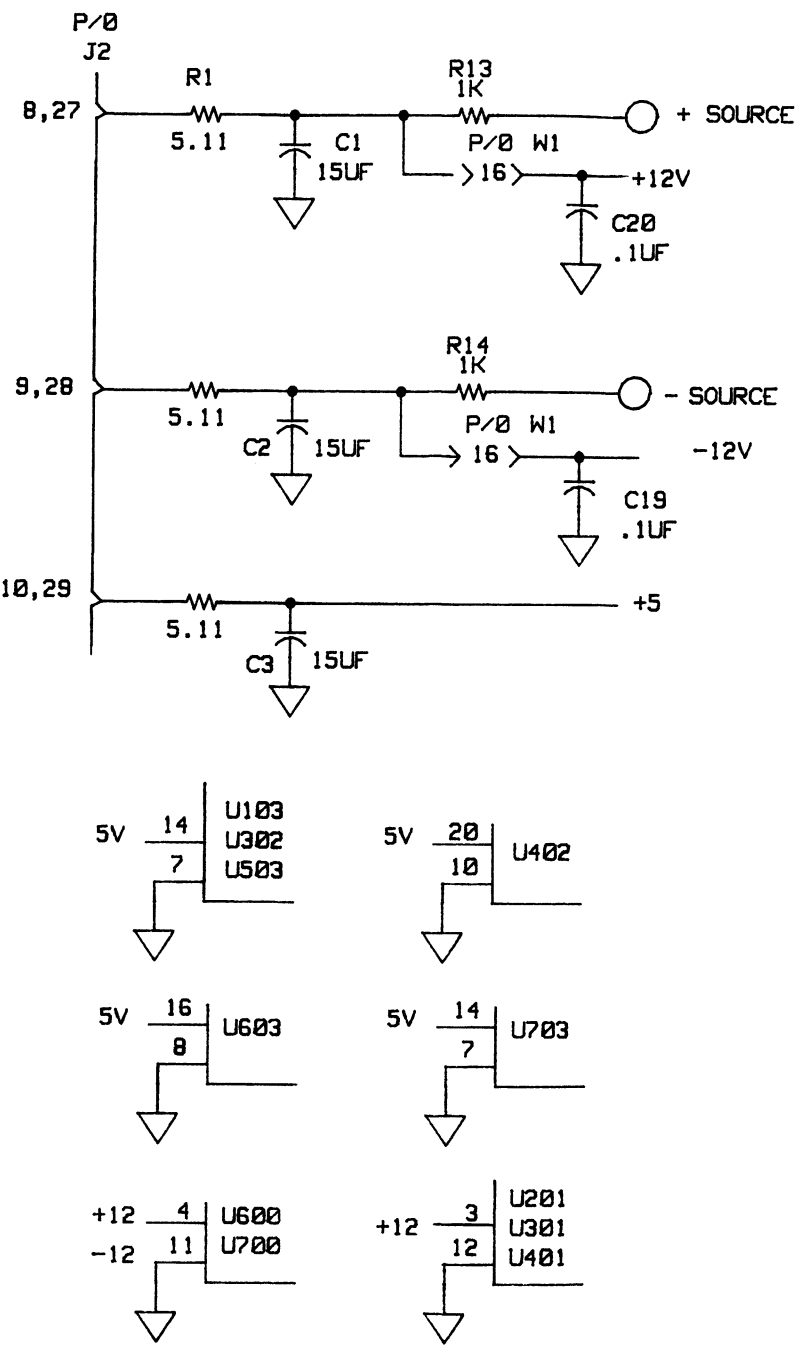 P/0
J2
R1
R13
1K
8,27
5.11
C1
15UF
P/0 W1
+ SOURCE
16
+12V
C20
.1UF
R14
1K
9,28
5.11
C2
15UF
P/0 W1
- SOURCE
16
-12V
C19
.1UF
10,29
5.11
C3
15UF
+5
5V
14
7
U103
U302
U503
5V
20
10
U402
5V
16
8
U603
5V
14
7
U703
+12
4
-12
11
U600
U700
+12
3
12
U201
U301
U401